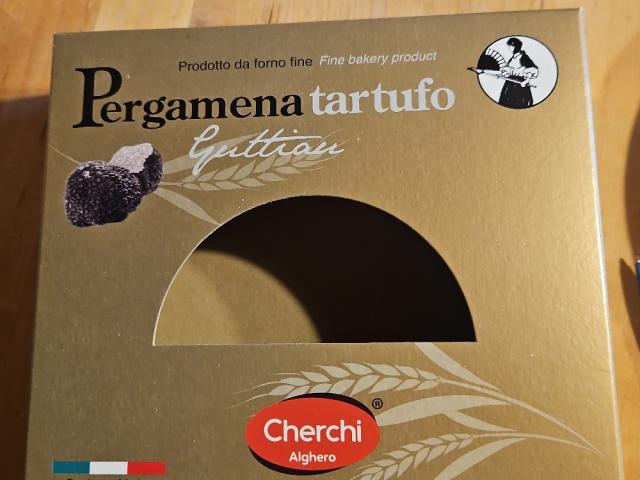 Prodotto da forno fine Fine bakery product
Pergamena tartufo
Guttiau
Cherchi ®
Alghero